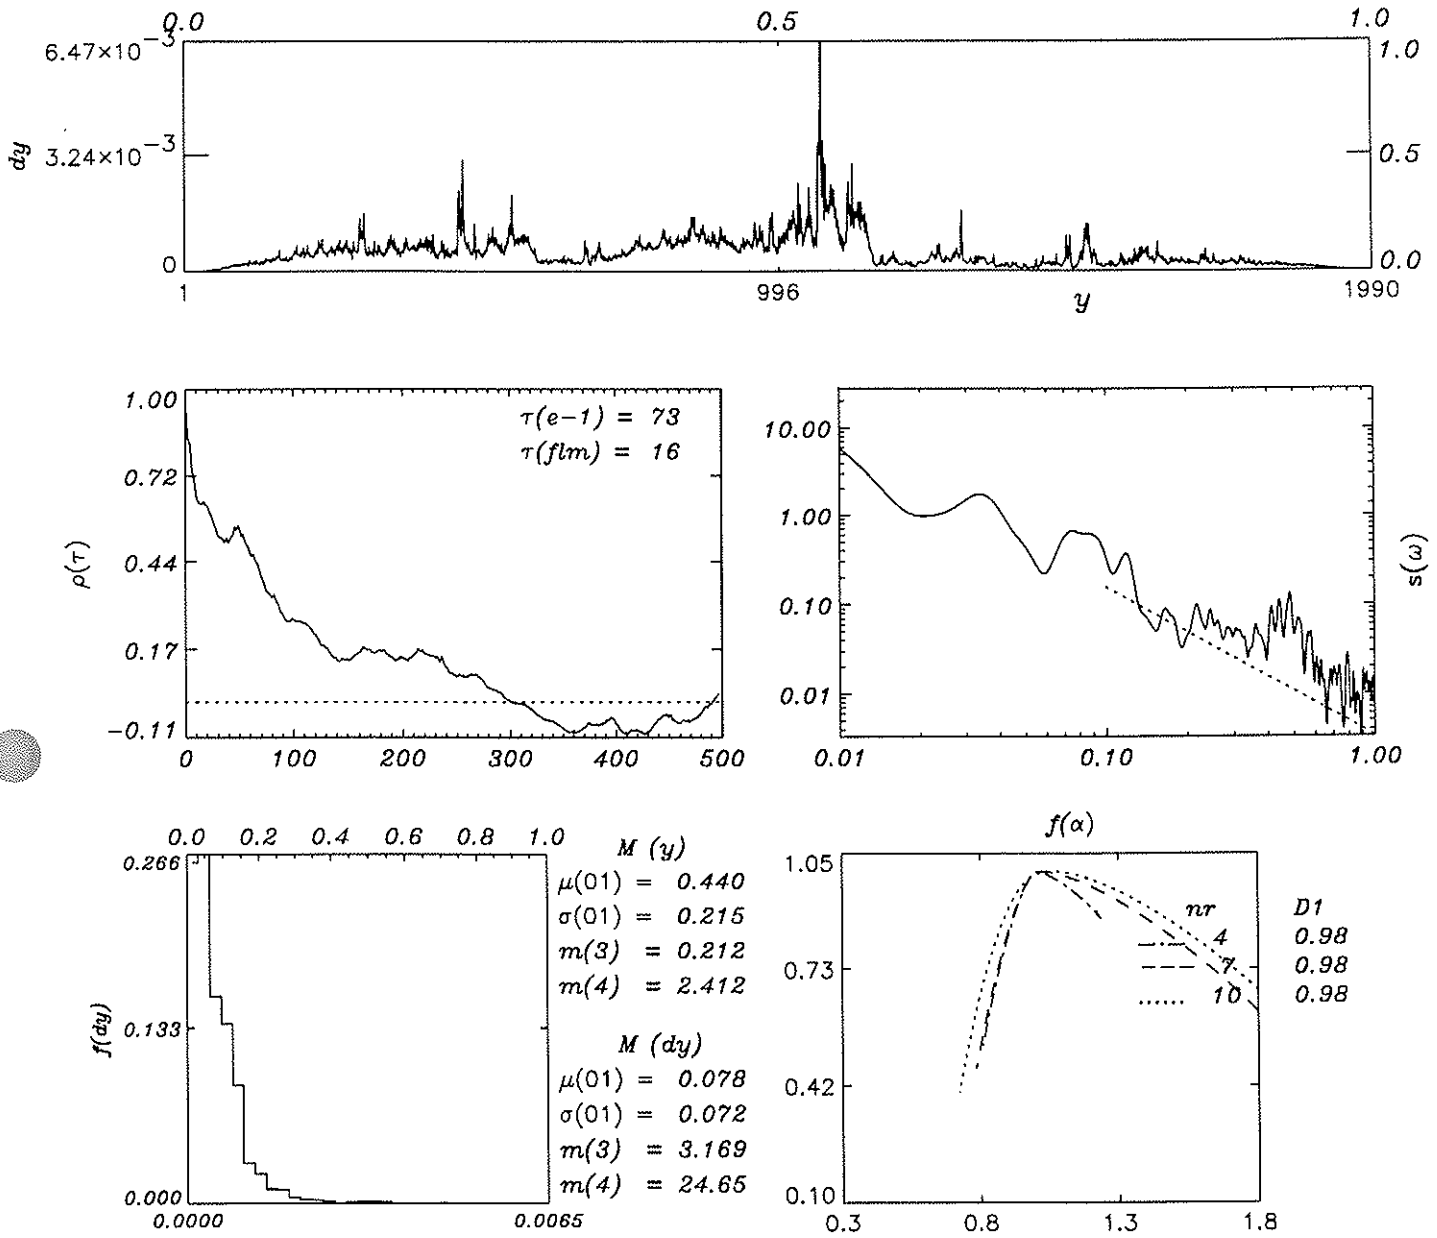 0.0 0.5 1.0
6.47×10−3 1.0
dy 3.24×10−3 0.5
0 0.0
1 996 y 1990
1.00 τ(e−1) = 73
τ(flm) = 16
0.72
ρ(τ) 0.44
0.17
−0.11
0 100 200 300 400 500
10.00
1.00
s(ω)
0.10
0.01
0.01 0.10 1.00
0.0 0.2 0.4 0.6 0.8 1.0
0.266
f(dy) 0.133
0.000
0.0000 0.0065
M (y)
μ(01) = 0.440
σ(01) = 0.215
m(3) = 0.212
m(4) = 2.412
M (dy)
μ(01) = 0.078
σ(01) = 0.072
m(3) = 3.169
m(4) = 24.65
f(α)
1.05
nr D1
4 0.98
0.73 7 0.98
10 0.98
0.42
0.10
0.3 0.8 1.3 1.8